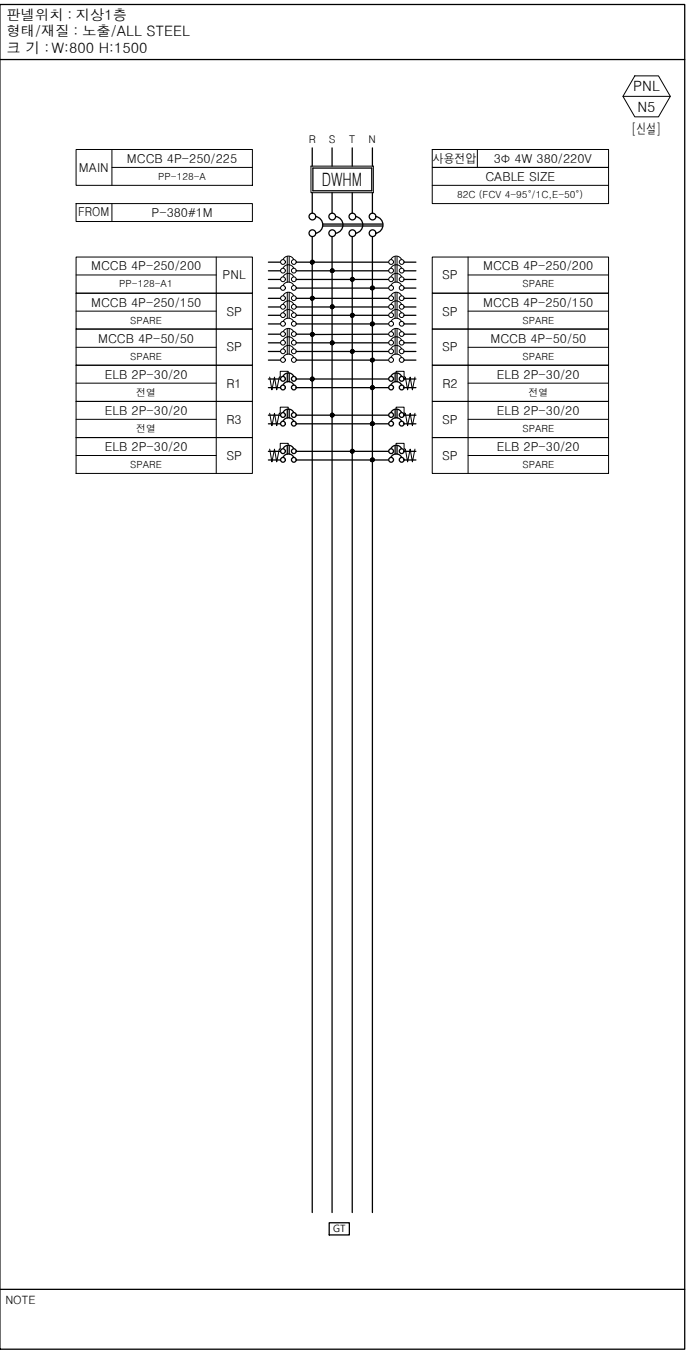 판넬위치 : 지상1층
형태/재질 : 노출/ALL STEEL
크 기 : W:800 H:1500
PNL
N5
[신설]
R S T N
DWHM
MAIN
MCCB 4P-250/225
PP-128-A
FROM P-380#1M
사용전압 3Φ 4W 380/220V
CABLE SIZE
82C (FCV 4-95°/1C,E-50°)
MCCB 4P-250/200
PP-128-A1
PNL
SP
MCCB 4P-250/200
SPARE
MCCB 4P-250/150
SPARE
SP
SP
MCCB 4P-250/150
SPARE
MCCB 4P-50/50
SPARE
SP
SP
MCCB 4P-50/50
SPARE
ELB 2P-30/20
전열
R1
R2
ELB 2P-30/20
전열
ELB 2P-30/20
전열
R3
SP
ELB 2P-30/20
SPARE
ELB 2P-30/20
SPARE
SP
SP
ELB 2P-30/20
SPARE
GT
NOTE